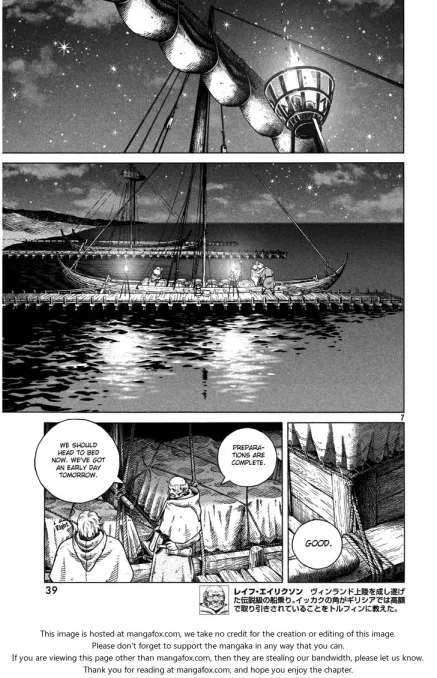 7
WE SHOULD
HEAD TO BED
NOW. WE'VE GOT
AN EARLY DAY
TOMORROW.
PREPARA-
TIONS ARE
COMPLETE.
GOOD.
39
レイフ・エイリクソン　ヴィンランド上陸を成し遂げ
た伝説級の船乗り。イッカクの角がギリシアでは高額
で取り引きされていることをトルフィンに教えた。
This image is hosted at mangafox.com, we take no credit for the creation or editing of this image.
Please don't forget to support the mangaka in any way that you can.
If you are viewing this page other than mangafox.com, then they are stealing our bandwidth, please let us know.
Thank you for reading at mangafox.com, and hope you enjoy the chapter.